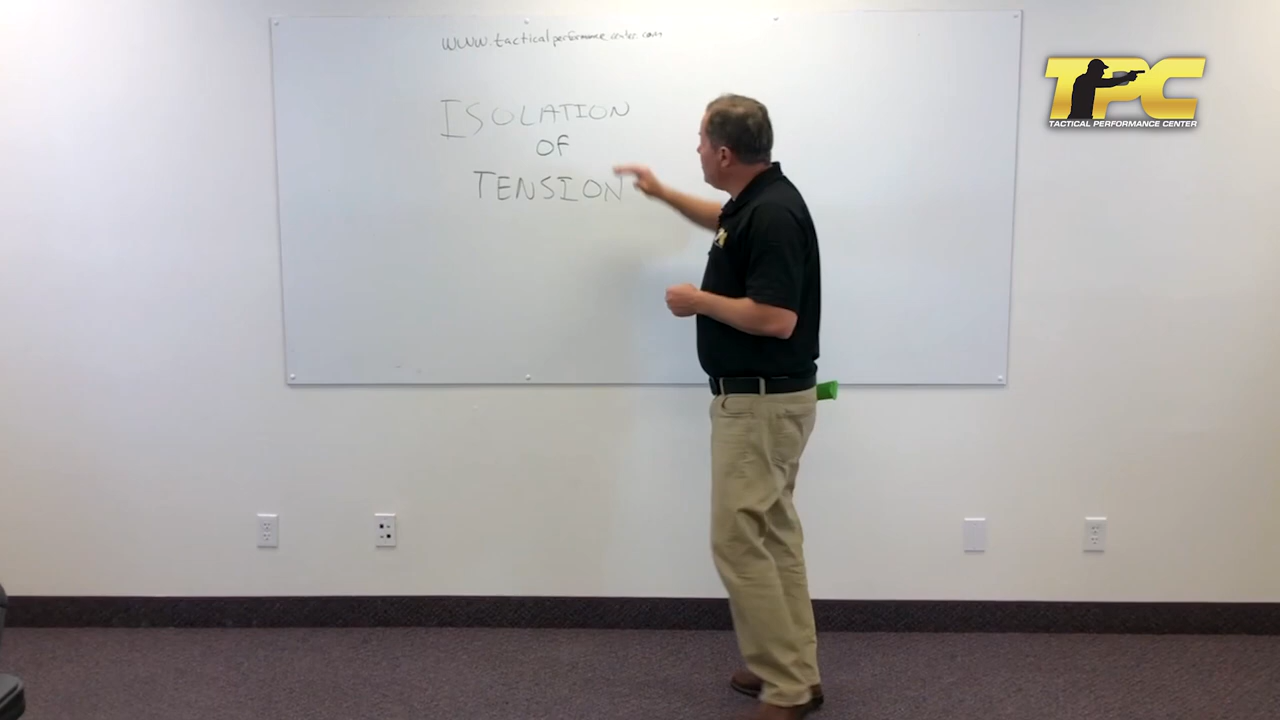 www.tacticalperformancecenter.com
ISOLATION
OF
TENSION
TPC
TACTICAL PERFORMANCE CENTER